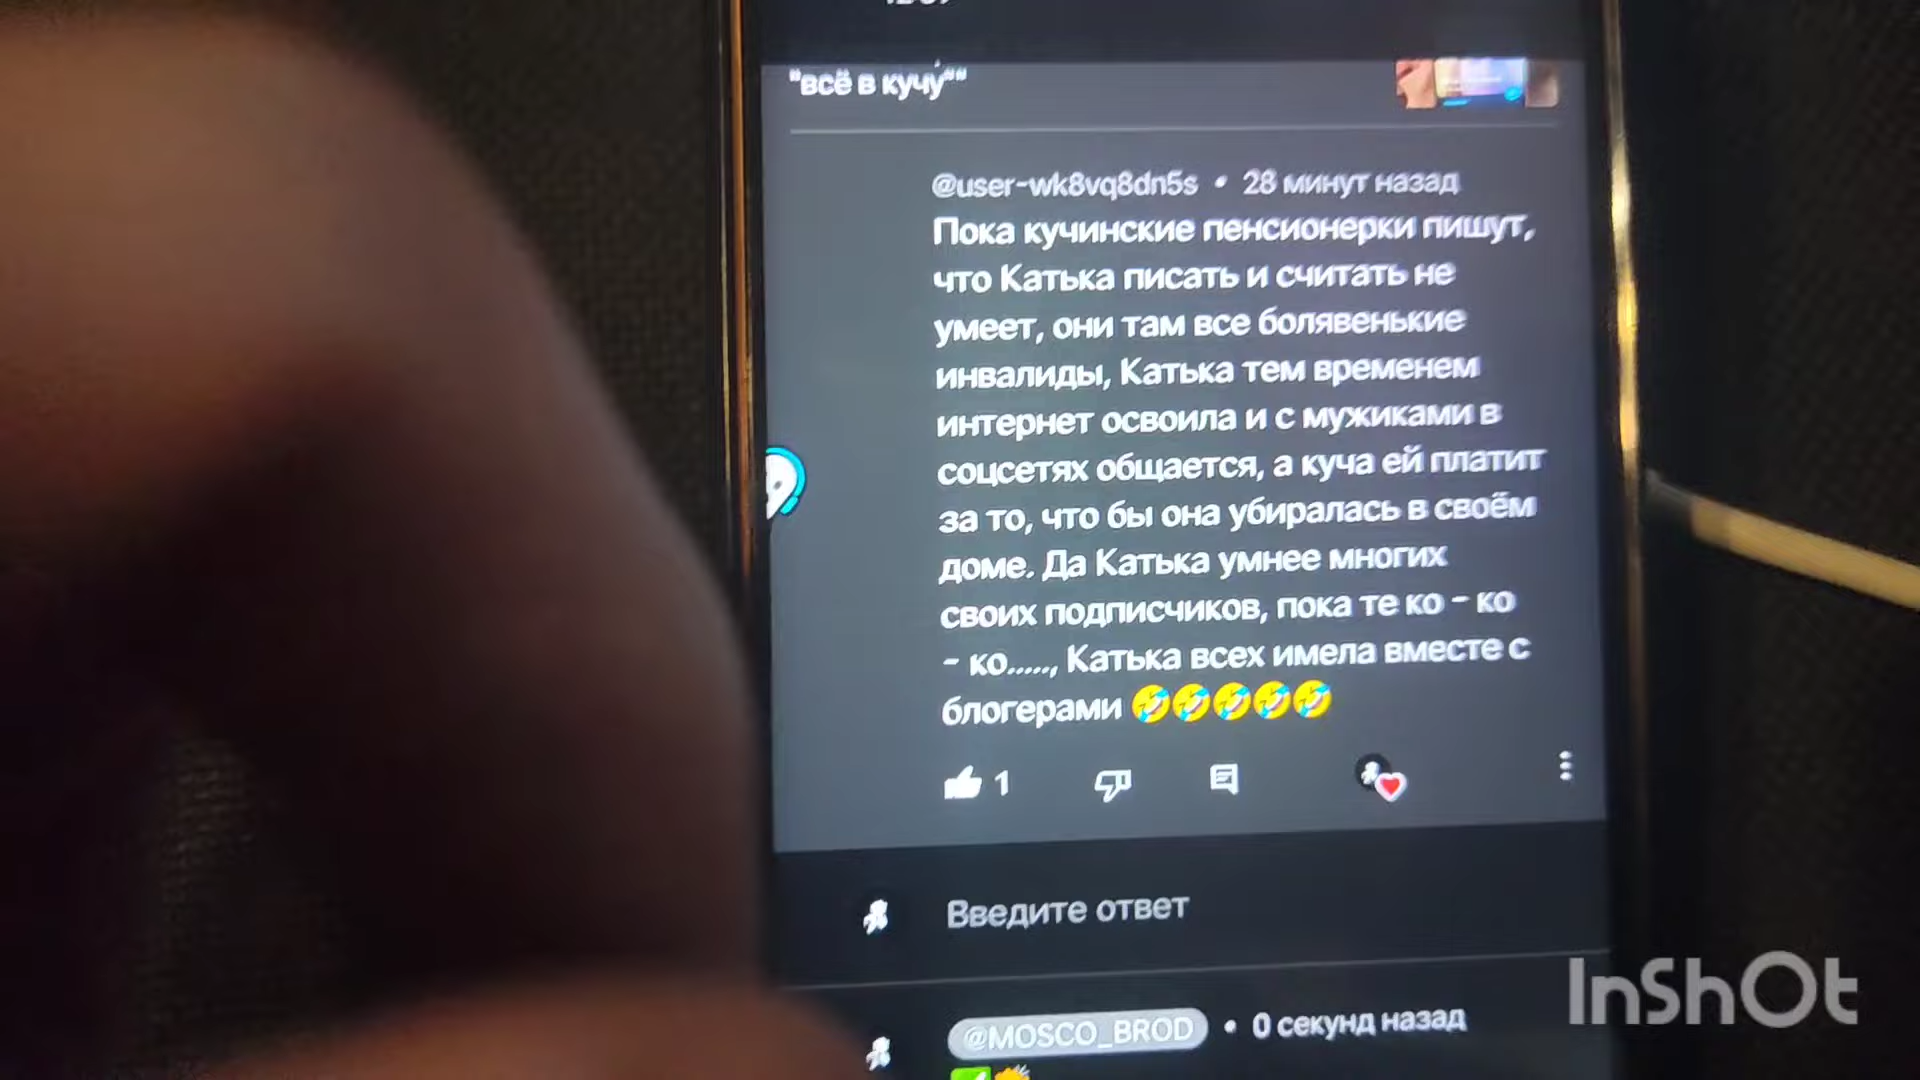 "всё в кучу""
@user-wk8vq8dn5s • 28 минут назад
Пока кучинские пенсионерки пишут,
что Катька писать и считать не
умеет, они там все болявенькие
инвалиды, Катька тем временем
интернет освоила и с мужиками в
соцсетях общается, а куча ей платит
за то, что бы она убиралась в своём
доме. Да Катька умнее многих
своих подписчиков, пока те ко - ко
- ко....., Катька всех имела вместе с
блогерами 🤣🤣🤣🤣🤣
1
Введите ответ
@MOSCO_BROD • 0 секунд назад
InShOt